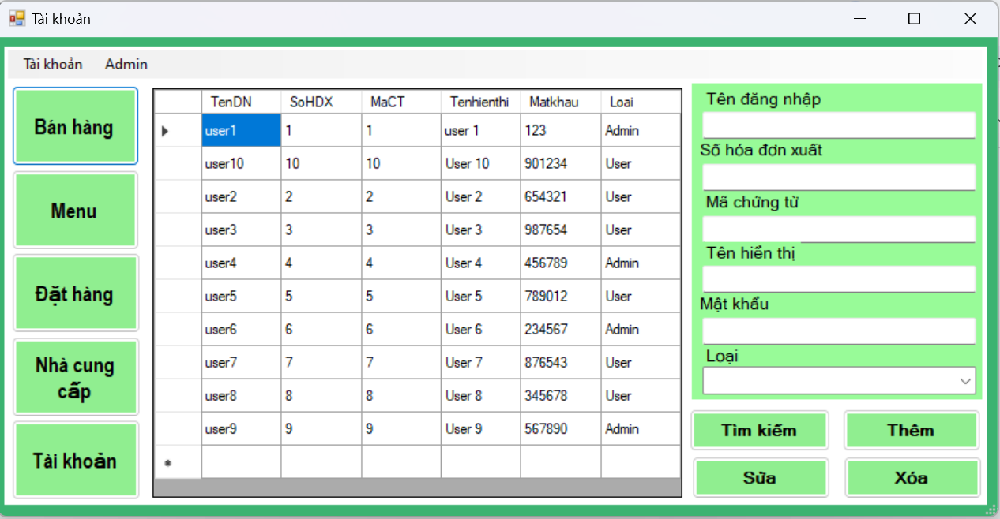 Tài khoản
Tài khoản Admin
Bán hàng
Menu
Đặt hàng
Nhà cung
cấp
Tài khoản
TenDN SoHDX MaCT Tenhienthi Matkhau Loai
user1 1 1 user 1 123 Admin
user10 10 10 User 10 901234 User
user2 2 2 User 2 654321 User
user3 3 3 User 3 987654 User
user4 4 4 User 4 456789 Admin
user5 5 5 User 5 789012 User
user6 6 6 User 6 234567 Admin
user7 7 7 User 7 876543 User
user8 8 8 User 8 345678 User
user9 9 9 User 9 567890 Admin
Tên đăng nhập
Số hóa đơn xuất
Mã chứng từ
Tên hiển thị
Mật khẩu
Loại
Tìm kiếm Thêm
Sửa Xóa